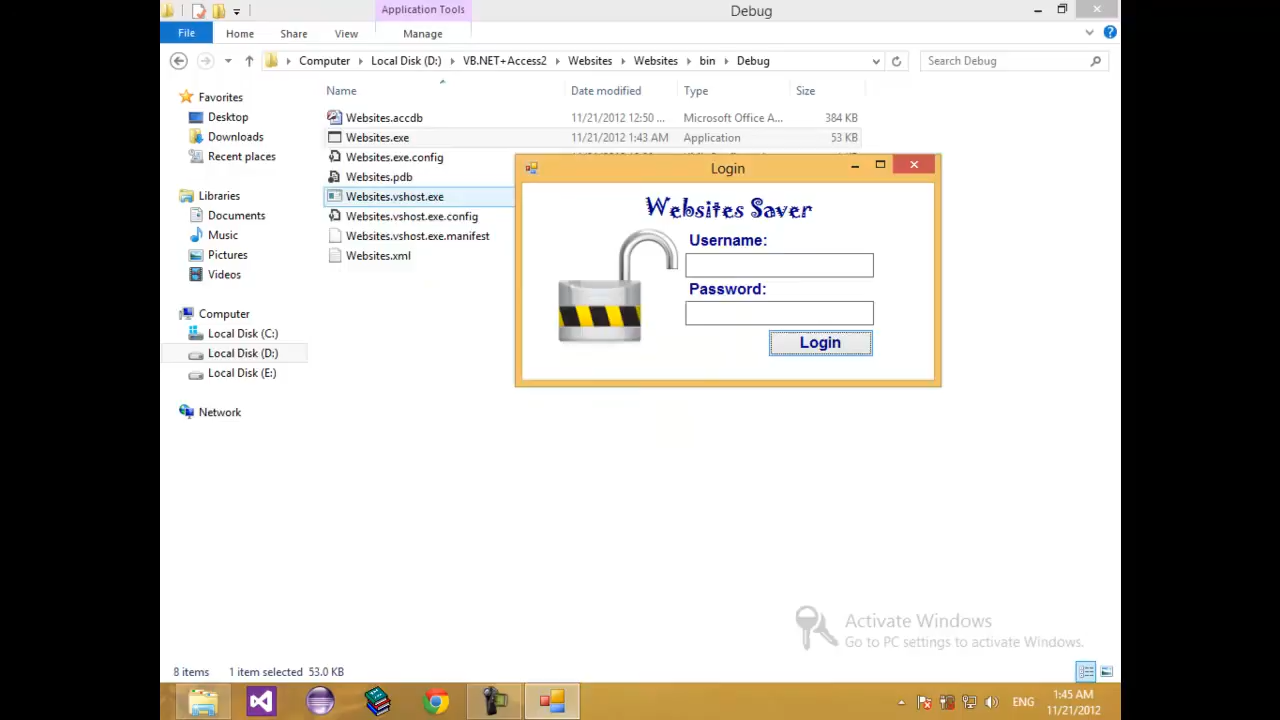 Application Tools
Debug
File
Home
Share
View
Manage
Computer
Local Disk (D:)
VB.NET+Access2
Websites
Websites
bin
Debug
Search Debug
Favorites
Desktop
Downloads
Recent places
Libraries
Documents
Music
Pictures
Videos
Computer
Local Disk (C:)
Local Disk (D:)
Local Disk (E:)
Network
Name
Date modified
Type
Size
Websites.accdb 11/21/2012 12:50 ... Microsoft Office A... 384 KB
Websites.exe 11/21/2012 1:43 AM Application 53 KB
Websites.exe.config
Websites.pdb
Websites.vshost.exe
Websites.vshost.exe.config
Websites.vshost.exe.manifest
Websites.xml
Login
Websites Saver
Username:
Password:
Login
Activate Windows
Go to PC settings to activate Windows.
8 items 1 item selected 53.0 KB
ENG
1:45 AM
11/21/2012